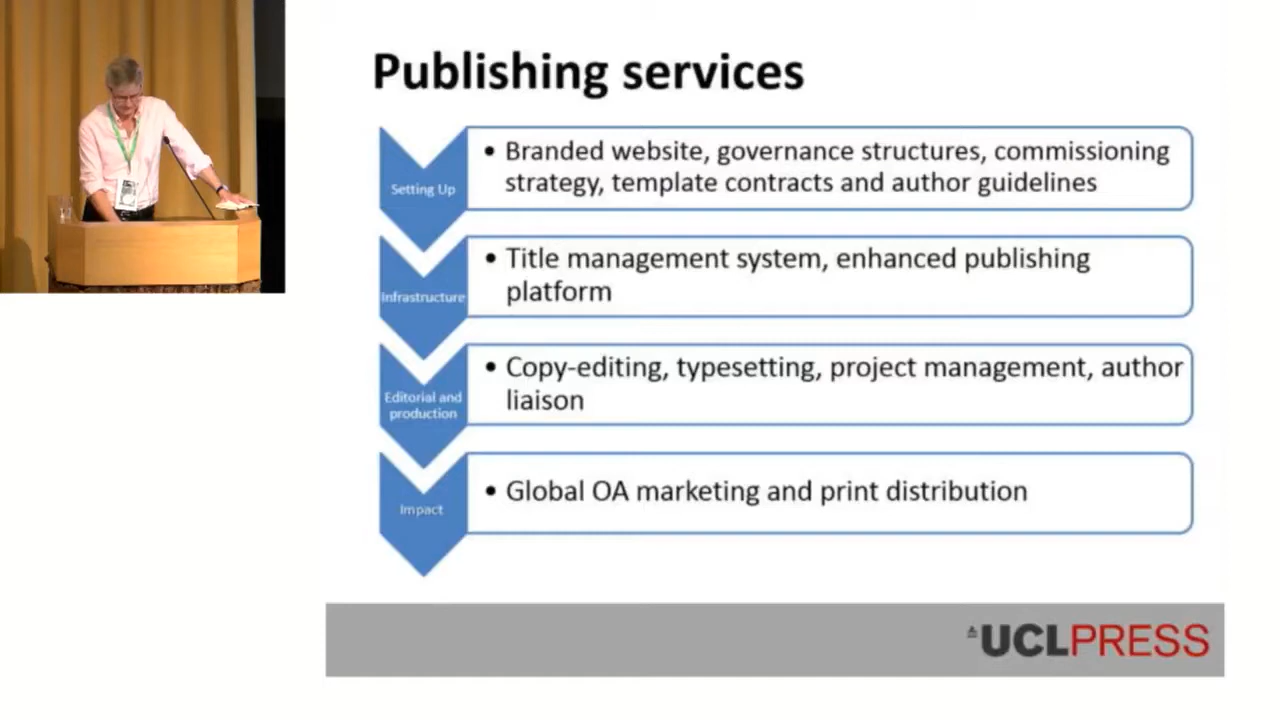 Publishing services
Setting Up
• Branded website, governance structures, commissioning
strategy, template contracts and author guidelines
Infrastructure
• Title management system, enhanced publishing
platform
Editorial and
production
• Copy-editing, typesetting, project management, author
liaison
Impact
• Global OA marketing and print distribution
UCLPRESS